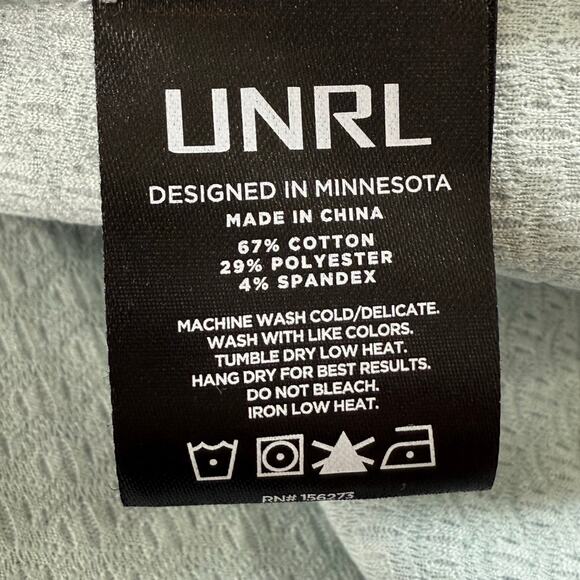 UNRL
DESIGNED IN MINNESOTA
MADE IN CHINA
67% COTTON
29% POLYESTER
4% SPANDEX
MACHINE WASH COLD/DELICATE.
WASH WITH LIKE COLORS.
TUMBLE DRY LOW HEAT.
HANG DRY FOR BEST RESULTS.
DO NOT BLEACH.
IRON LOW HEAT.
RN# 156273